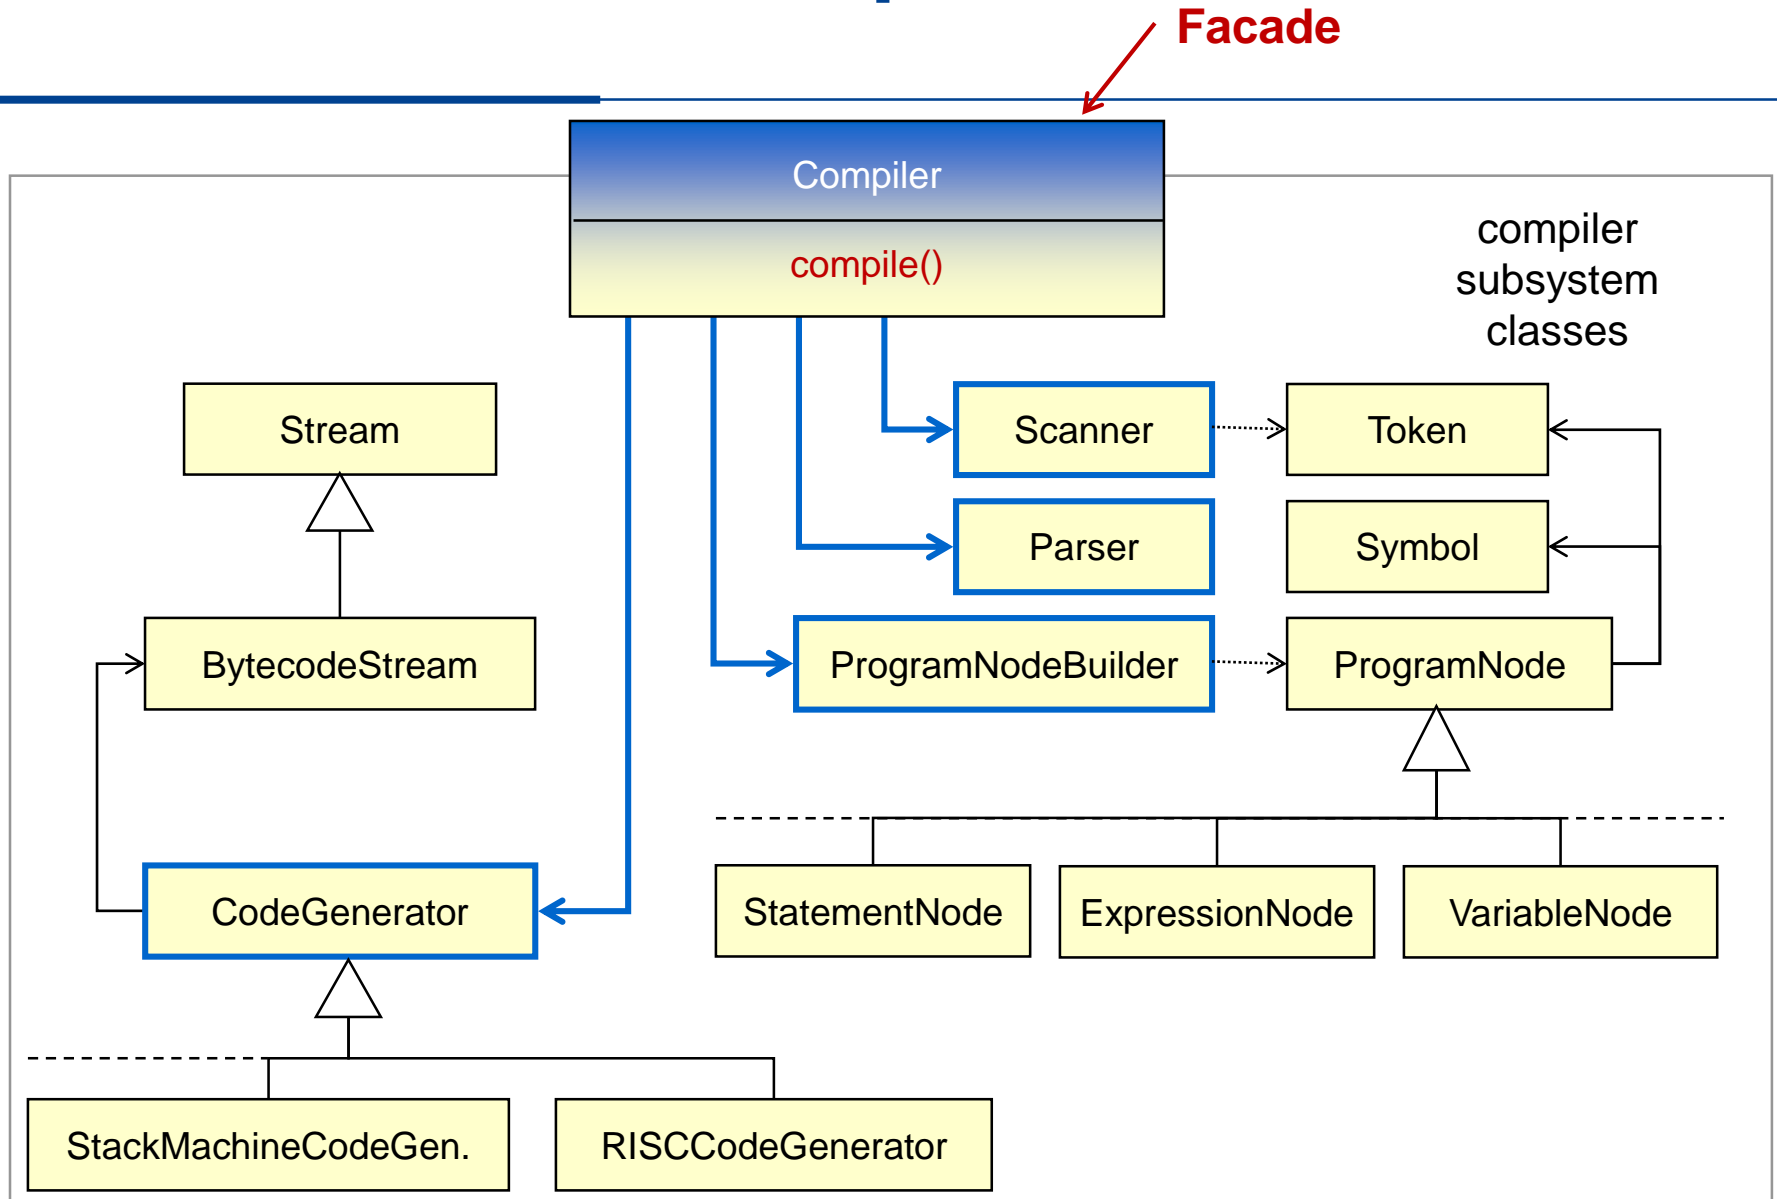 Facade
Compiler
compile()
compiler
subsystem
classes
Stream
Scanner
Token
Parser
Symbol
BytecodeStream
ProgramNodeBuilder
ProgramNode
CodeGenerator
StatementNode
ExpressionNode
VariableNode
StackMachineCodeGen.
RISCCodeGenerator